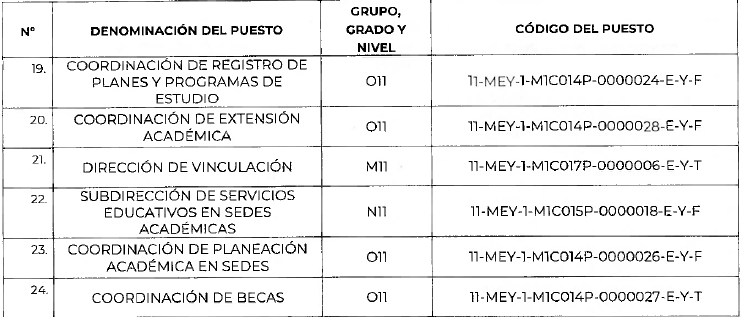 N° DENOMINACIÓN DEL PUESTO GRUPO, GRADO Y NIVEL CÓDIGO DEL PUESTO
19. COORDINACIÓN DE REGISTRO DE
PLANES Y PROGRAMAS DE
ESTUDIO
O11 11-MEY-1-M1C014P-0000024-E-Y-F
20. COORDINACIÓN DE EXTENSIÓN
ACADÉMICA
O11 11-MEY-1-M1C014P-0000028-E-Y-F
21. DIRECCIÓN DE VINCULACIÓN M11 11-MEY-1-M1C017P-0000006-E-Y-T
22. SUBDIRECCIÓN DE SERVICIOS
EDUCATIVOS EN SEDES
ACADÉMICAS
N11 11-MEY-1-M1C015P-0000018-E-Y-F
23. COORDINACIÓN DE PLANEACIÓN
ACADÉMICA EN SEDES
O11 11-MEY-1-M1C014P-0000026-E-Y-F
24. COORDINACIÓN DE BECAS O11 11-MEY-1-M1C014P-0000027-E-Y-T